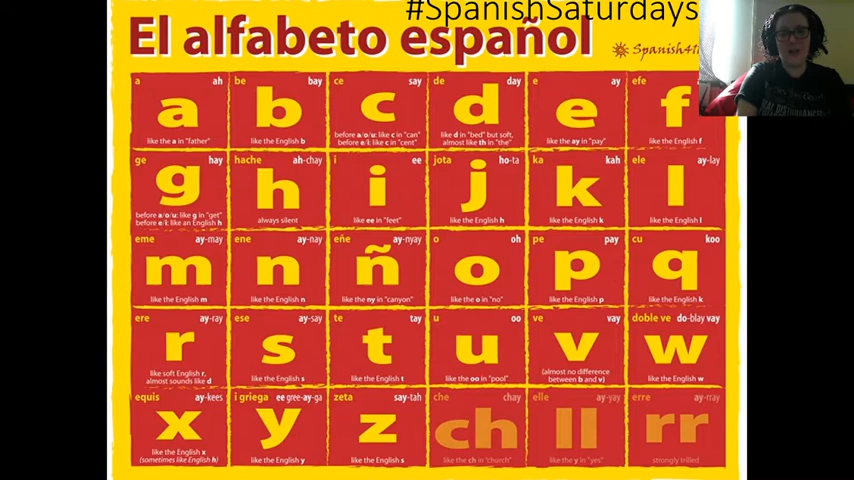 #SpanishSaturdays
El alfabeto español
Spanish4
a ah
a
like the a in "father"
be bay
b
like the English b
ce say
c
before a/o/u: like c in "can"
before e/i: like c in "cent"
de day
d
like d in "bed" but soft,
almost like th in "the"
e ay
e
like the ay in "pay"
efe
f
like the English f
ge hay
g
before a/o/u: like g in "get"
before e/i: like an English h
hache ah-chay
h
always silent
i ee
i
like ee in "feet"
jota ho-ta
j
like the English h
ka kah
k
like the English k
ele ay-lay
l
like the English l
eme ay-may
m
like the English m
ene ay-nay
n
like the English n
eñe ay-nyay
ñ
like the ny in "canyon"
o oh
o
like the o in "no"
pe pay
p
like the English p
cu koo
q
like the English k
ere ay-ray
r
like soft English r,
almost sounds like d
ese ay-say
s
like the English s
te tay
t
like the English t
u oo
u
like the oo in "pool"
ve vay
v
(almost no difference
between b and v)
doble ve do-blay vay
w
like the English w
equis ay-kees
x
like the English x
(sometimes like English h)
i griega ee gree-ay-ga
y
like the English y
zeta say-tah
z
like the English s
che chay
ch
like the ch in "church"
elle ay-yay
ll
like the y in "yes"
erre ay-rray
rr
strongly trilled